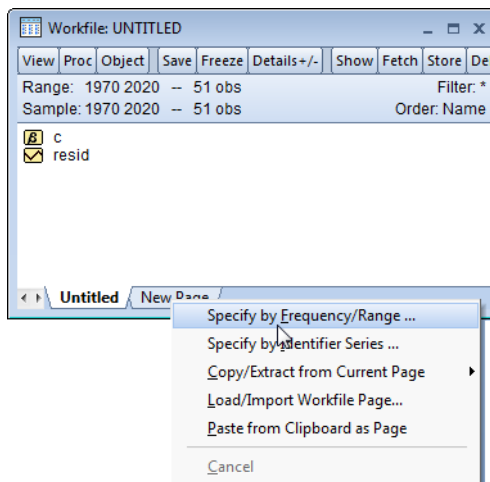 Workfile: UNTITLED
View Proc Object Save Freeze Details+/- Show Fetch Store De
Range: 1970 2020 -- 51 obs Filter: *
Sample: 1970 2020 -- 51 obs Order: Name
β c
resid
Untitled New Page
Specify by Frequency/Range ...
Specify by Identifier Series ...
Copy/Extract from Current Page
Load/Import Workfile Page...
Paste from Clipboard as Page
Cancel